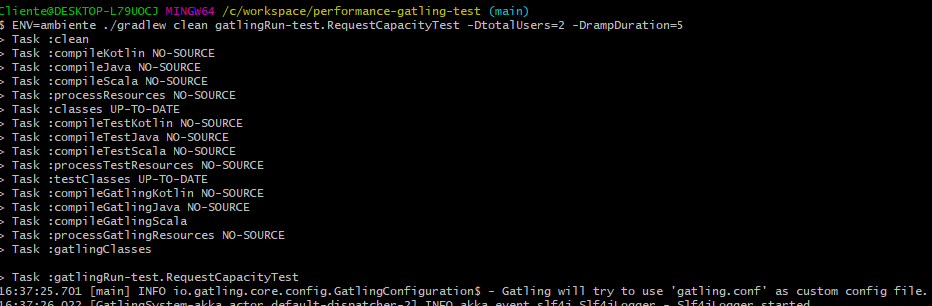 Cliente@DESKTOP-L79UOCJ MINGW64 /c/workspace/performance-gatling-test (main)
$ ENV=ambiente ./gradlew clean gatlingRun-test.RequestCapacityTest -DtotalUsers=2 -DrampDuration=5
> Task :clean
> Task :compileKotlin NO-SOURCE
> Task :compileJava NO-SOURCE
> Task :compileScala NO-SOURCE
> Task :processResources NO-SOURCE
> Task :classes UP-TO-DATE
> Task :compileTestKotlin NO-SOURCE
> Task :compileTestJava NO-SOURCE
> Task :compileTestScala NO-SOURCE
> Task :processTestResources NO-SOURCE
> Task :testClasses UP-TO-DATE
> Task :compileGatlingKotlin NO-SOURCE
> Task :compileGatlingJava NO-SOURCE
> Task :compileGatlingScala
> Task :processGatlingResources NO-SOURCE
> Task :gatlingClasses
> Task :gatlingRun-test.RequestCapacityTest
16:37:25.701 [main] INFO io.gatling.core.config.GatlingConfiguration$ - Gatling will try to use 'gatling.conf' as custom config file.
16:37:26.022 [GatlingSystem-akka.actor.default-dispatcher-2] INFO akka.event.slf4j.Slf4jLogger - Slf4jLogger started